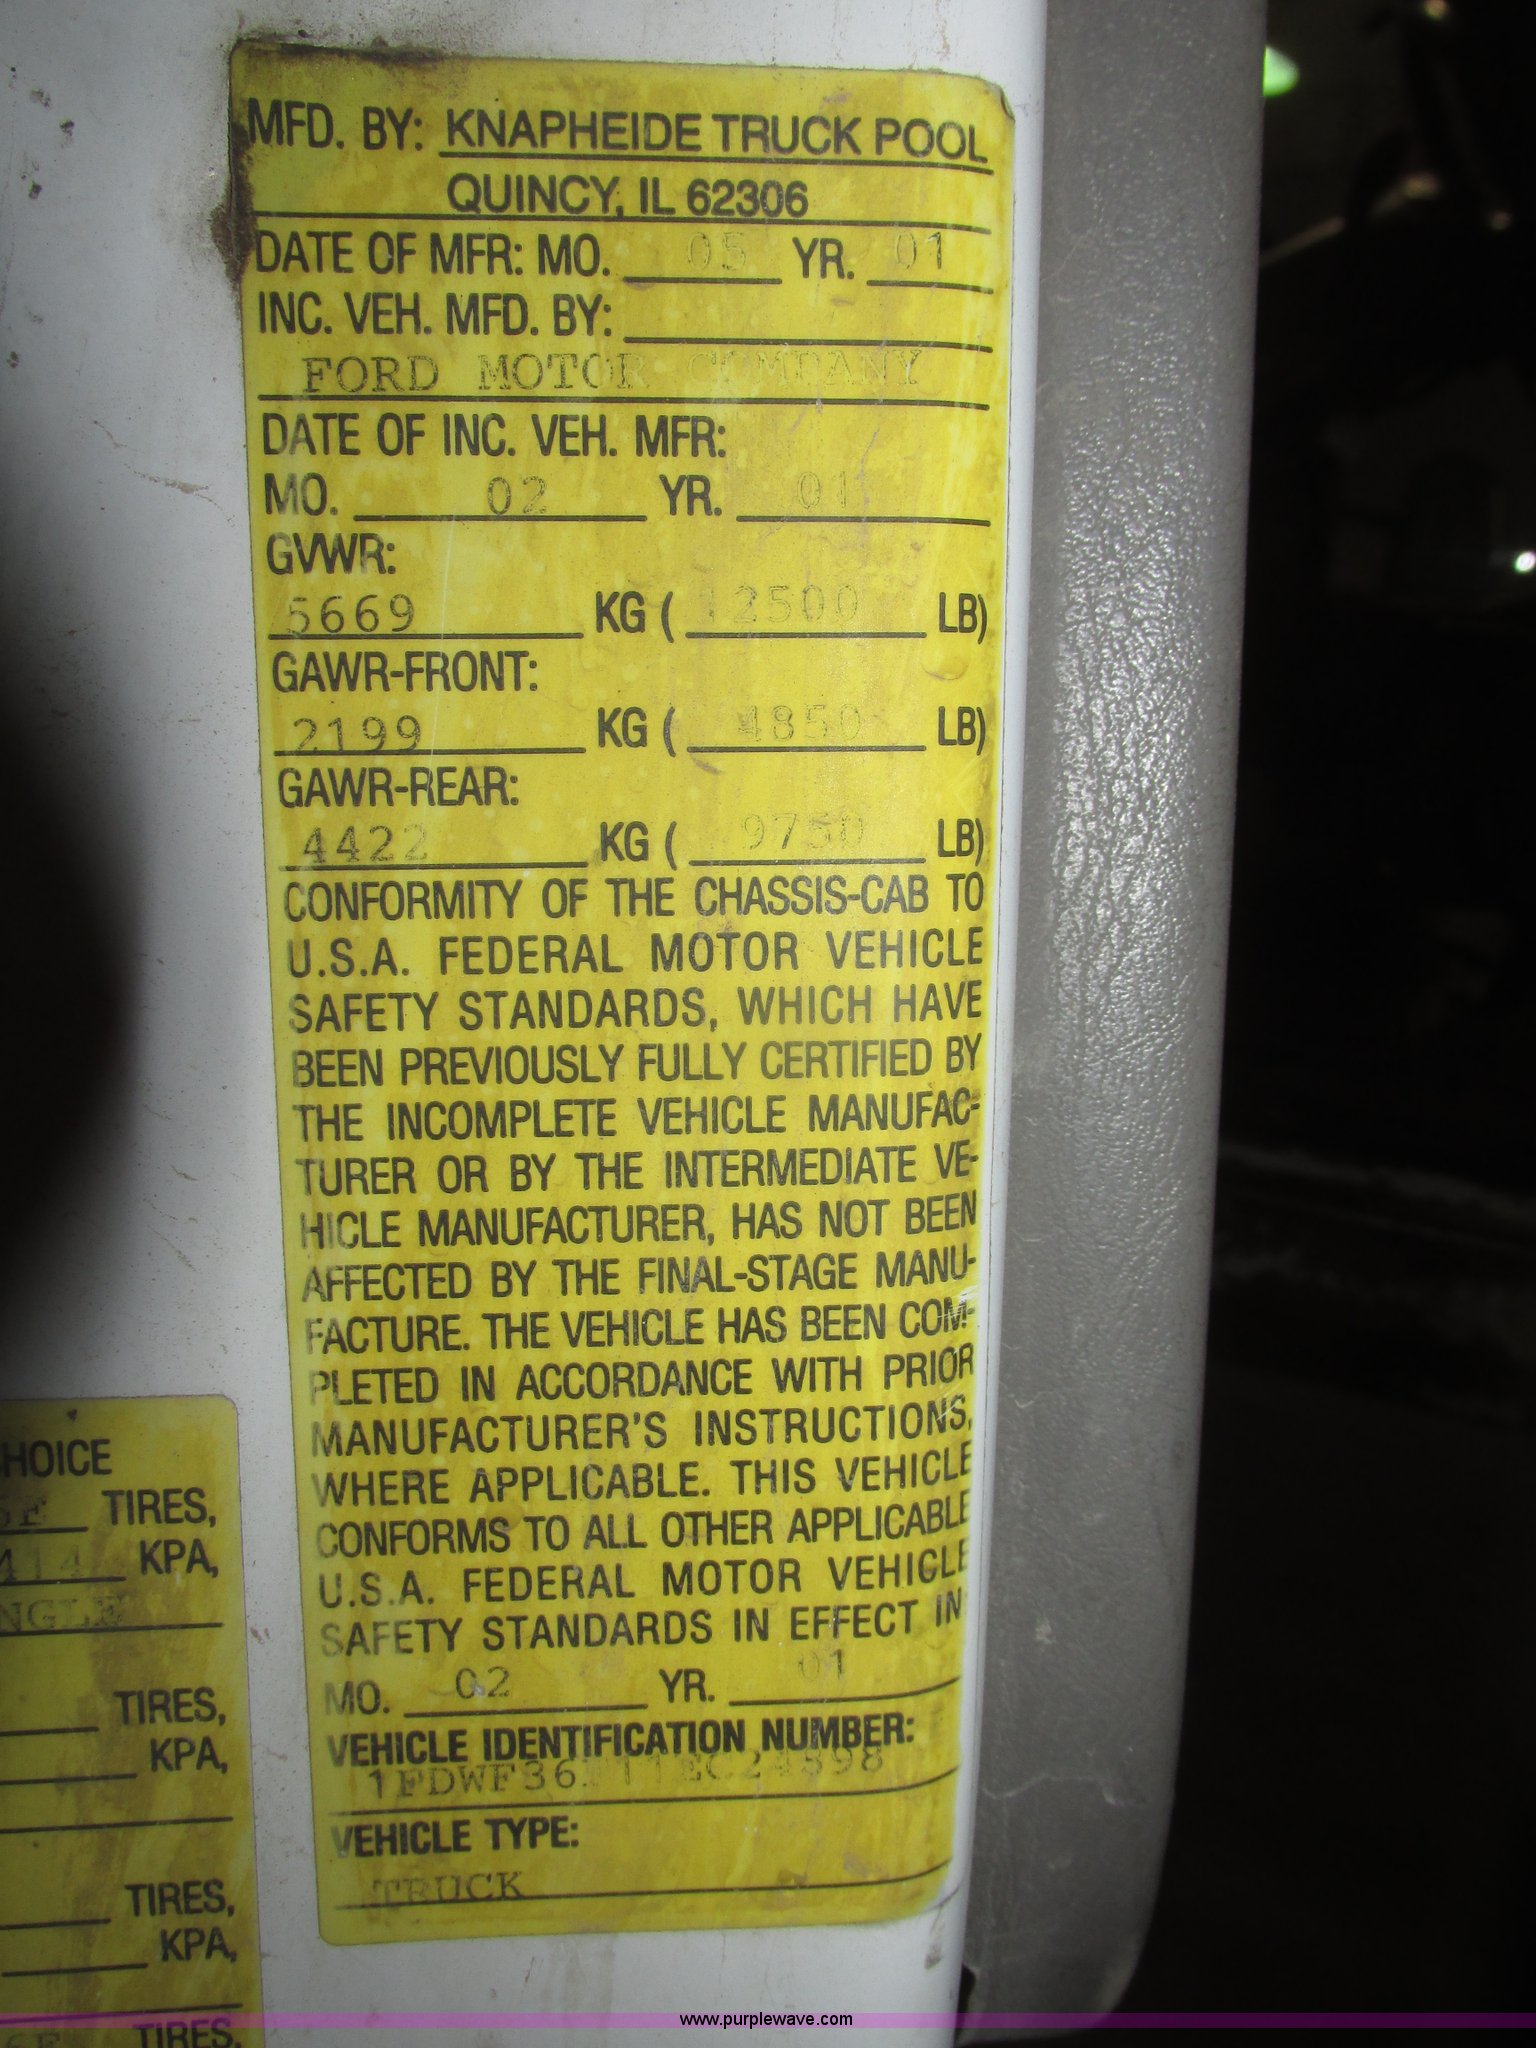 MFD. BY: KNAPHEIDE TRUCK POOL
QUINCY, IL 62306
DATE OF MFR: MO. 05 YR. 01
INC. VEH. MFD. BY:
FORD MOTOR COMPANY
DATE OF INC. VEH. MFR:
MO. 02 YR. 01
GVWR:
5669 KG ( 12500 LB)
GAWR-FRONT:
2199 KG ( 4850 LB)
GAWR-REAR:
4422 KG ( 9750 LB)
CONFORMITY OF THE CHASSIS-CAB TO
U.S.A. FEDERAL MOTOR VEHICLE
SAFETY STANDARDS, WHICH HAVE
BEEN PREVIOUSLY FULLY CERTIFIED BY
THE INCOMPLETE VEHICLE MANUFAC-
TURER OR BY THE INTERMEDIATE VE-
HICLE MANUFACTURER, HAS NOT BEEN
AFFECTED BY THE FINAL-STAGE MANU-
FACTURE. THE VEHICLE HAS BEEN COM-
PLETED IN ACCORDANCE WITH PRIOR
MANUFACTURER'S INSTRUCTIONS,
WHERE APPLICABLE. THIS VEHICLE
CONFORMS TO ALL OTHER APPLICABLE
U.S.A. FEDERAL MOTOR VEHICLE
SAFETY STANDARDS IN EFFECT IN
MO. 02 YR. 01
VEHICLE IDENTIFICATION NUMBER:
VEHICLE TYPE:
TRUCK
HOICE
TIRES,
414 KPA,
NGLE
TIRES,
KPA,
TIRES,
KPA,
TIRES,
www.purplewave.com